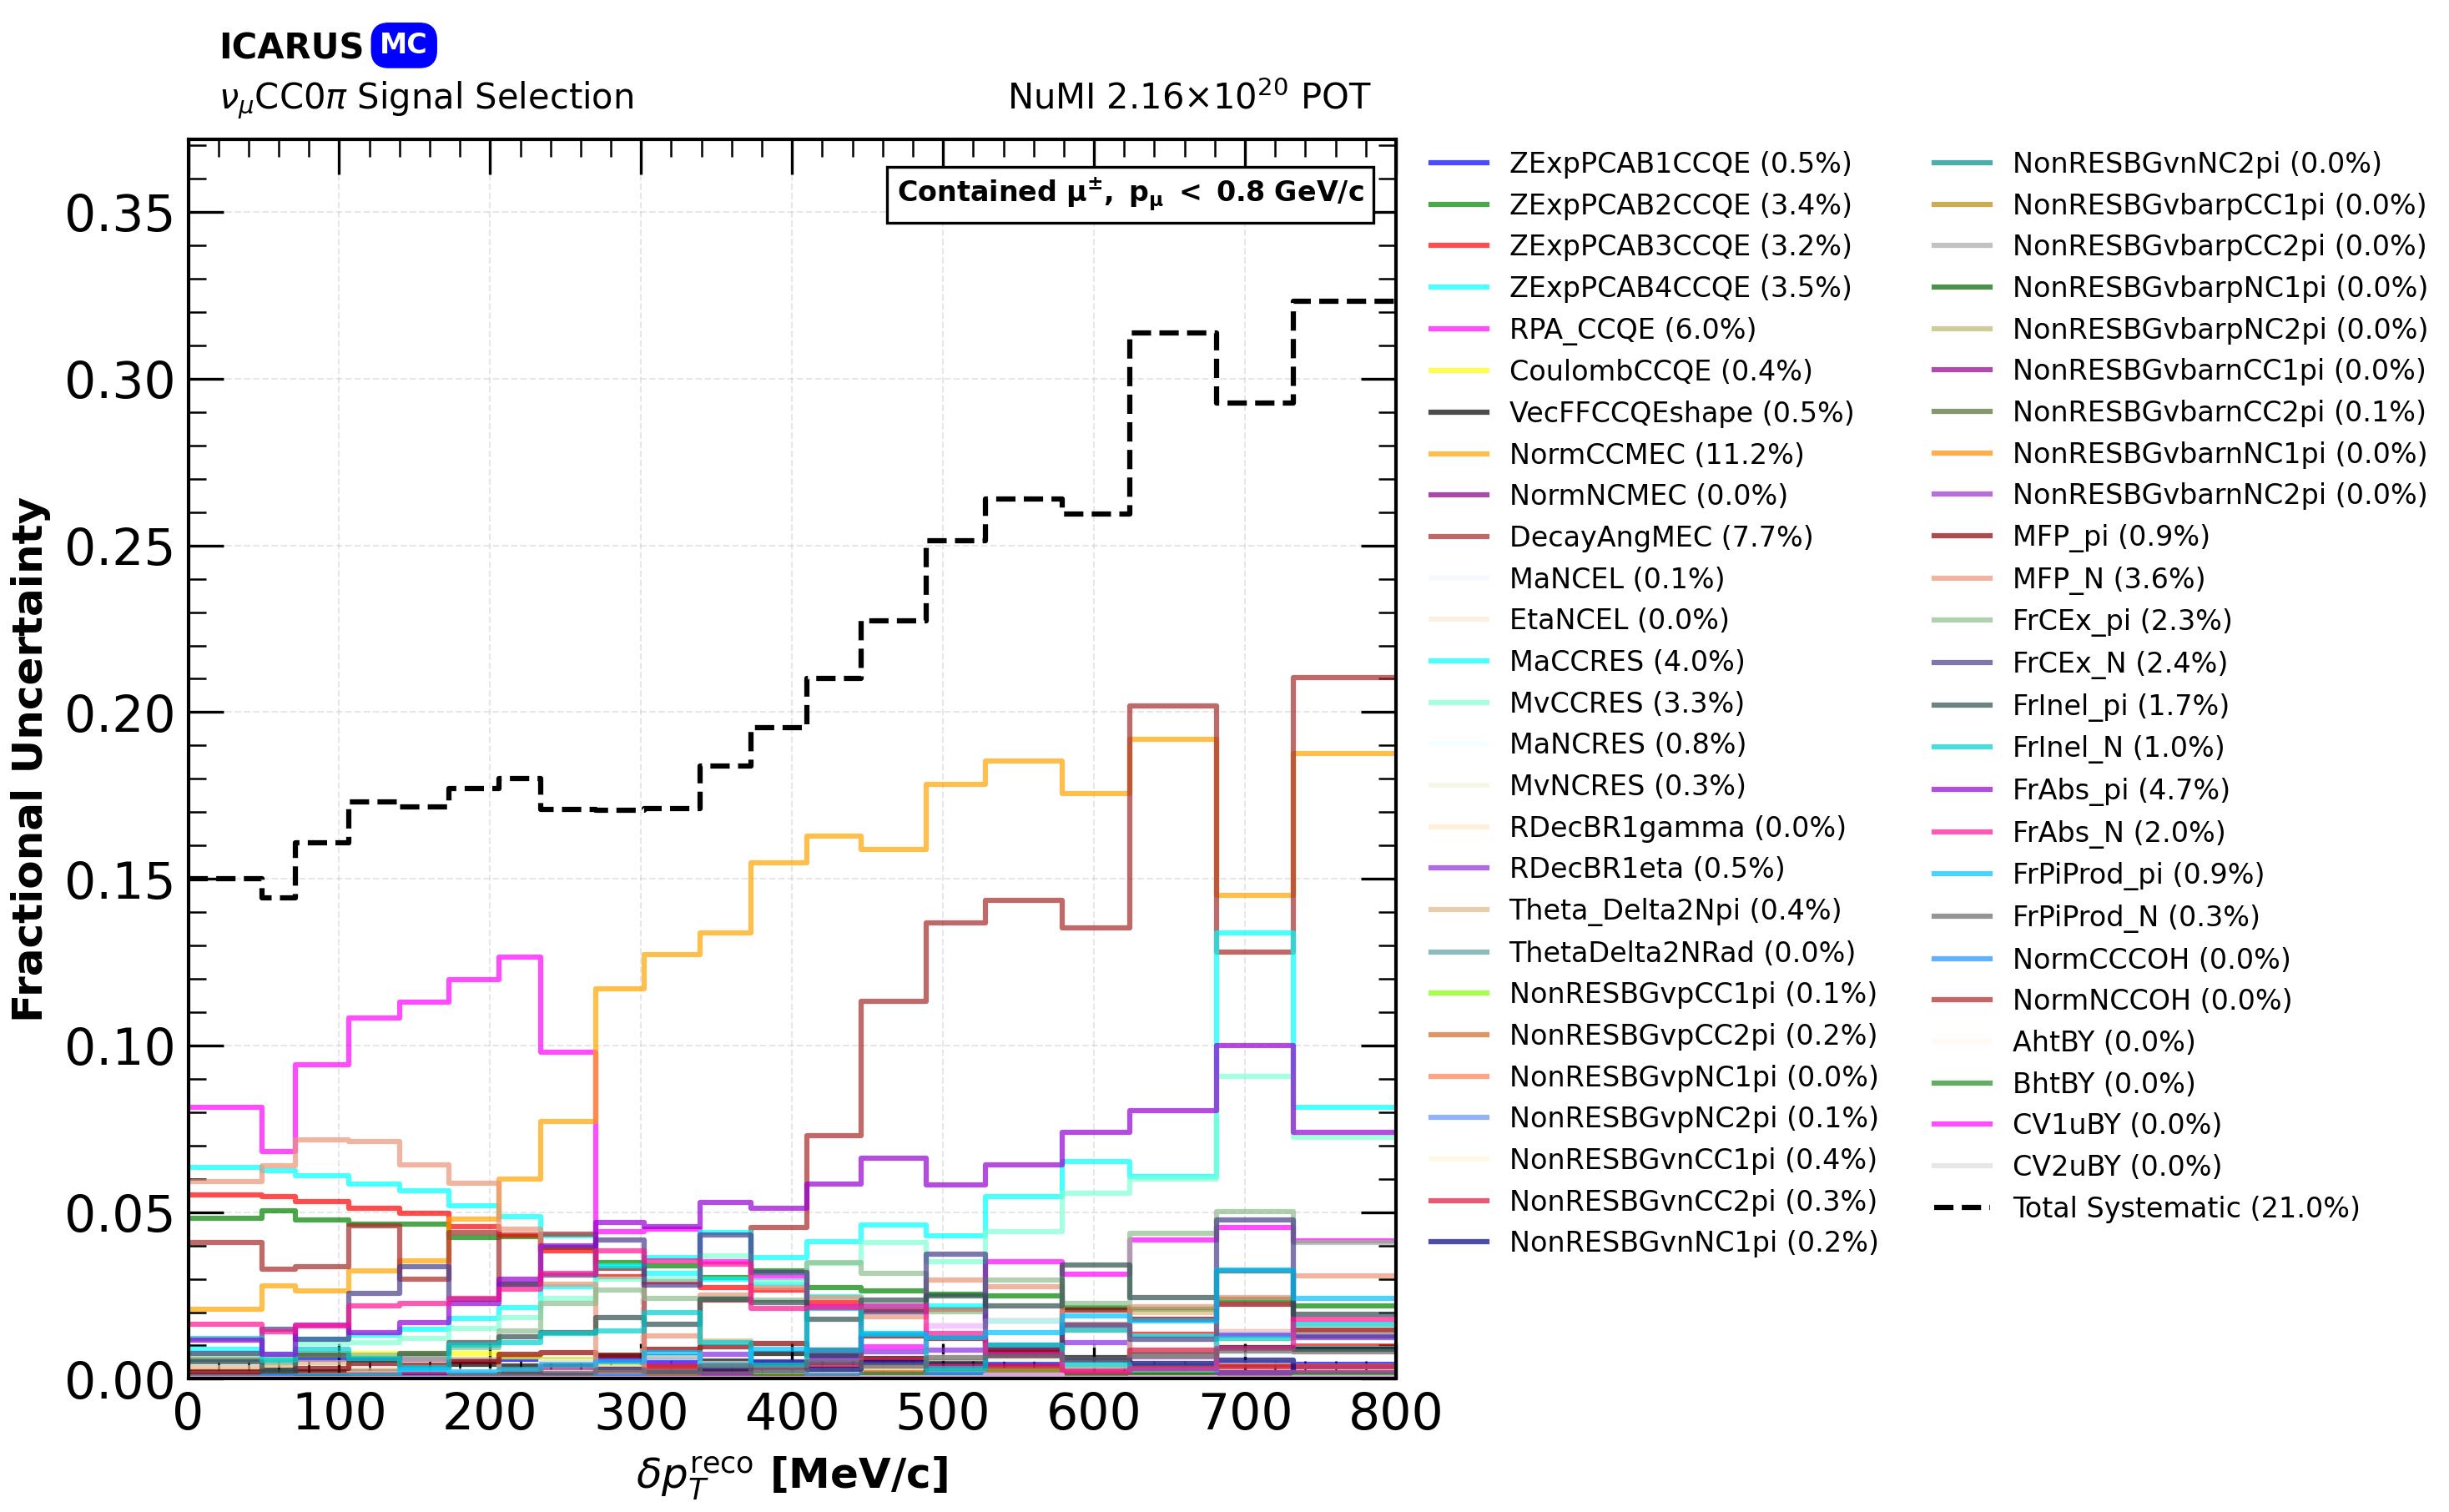 ICARUS MC
νμCC0π Signal Selection
NuMI 2.16×10²⁰ POT
Contained μ±, pμ < 0.8 GeV/c
Fractional Uncertainty
0.35
0.30
0.25
0.20
0.15
0.10
0.05
0.00
0 100 200 300 400 500 600 700 800
δp_T^reco [MeV/c]
ZExpPCAB1CCQE (0.5%)
ZExpPCAB2CCQE (3.4%)
ZExpPCAB3CCQE (3.2%)
ZExpPCAB4CCQE (3.5%)
RPA_CCQE (6.0%)
CoulombCCQE (0.4%)
VecFFCCQEshape (0.5%)
NormCCMEC (11.2%)
NormNCMEC (0.0%)
DecayAngMEC (7.7%)
MaNCEL (0.1%)
EtaNCEL (0.0%)
MaCCRES (4.0%)
MvCCRES (3.3%)
MaNCRES (0.8%)
MvNCRES (0.3%)
RDecBR1gamma (0.0%)
RDecBR1eta (0.5%)
Theta_Delta2Npi (0.4%)
ThetaDelta2NRad (0.0%)
NonRESBGvpCC1pi (0.1%)
NonRESBGvpCC2pi (0.2%)
NonRESBGvpNC1pi (0.0%)
NonRESBGvpNC2pi (0.1%)
NonRESBGvnCC1pi (0.4%)
NonRESBGvnCC2pi (0.3%)
NonRESBGvnNC1pi (0.2%)
NonRESBGvnNC2pi (0.0%)
NonRESBGvbarpCC1pi (0.0%)
NonRESBGvbarpCC2pi (0.0%)
NonRESBGvbarpNC1pi (0.0%)
NonRESBGvbarpNC2pi (0.0%)
NonRESBGvbarnCC1pi (0.0%)
NonRESBGvbarnCC2pi (0.1%)
NonRESBGvbarnNC1pi (0.0%)
NonRESBGvbarnNC2pi (0.0%)
MFP_pi (0.9%)
MFP_N (3.6%)
FrCEx_pi (2.3%)
FrCEx_N (2.4%)
FrInel_pi (1.7%)
FrInel_N (1.0%)
FrAbs_pi (4.7%)
FrAbs_N (2.0%)
FrPiProd_pi (0.9%)
FrPiProd_N (0.3%)
NormCCCOH (0.0%)
NormNCCOH (0.0%)
AhtBY (0.0%)
BhtBY (0.0%)
CV1uBY (0.0%)
CV2uBY (0.0%)
Total Systematic (21.0%)